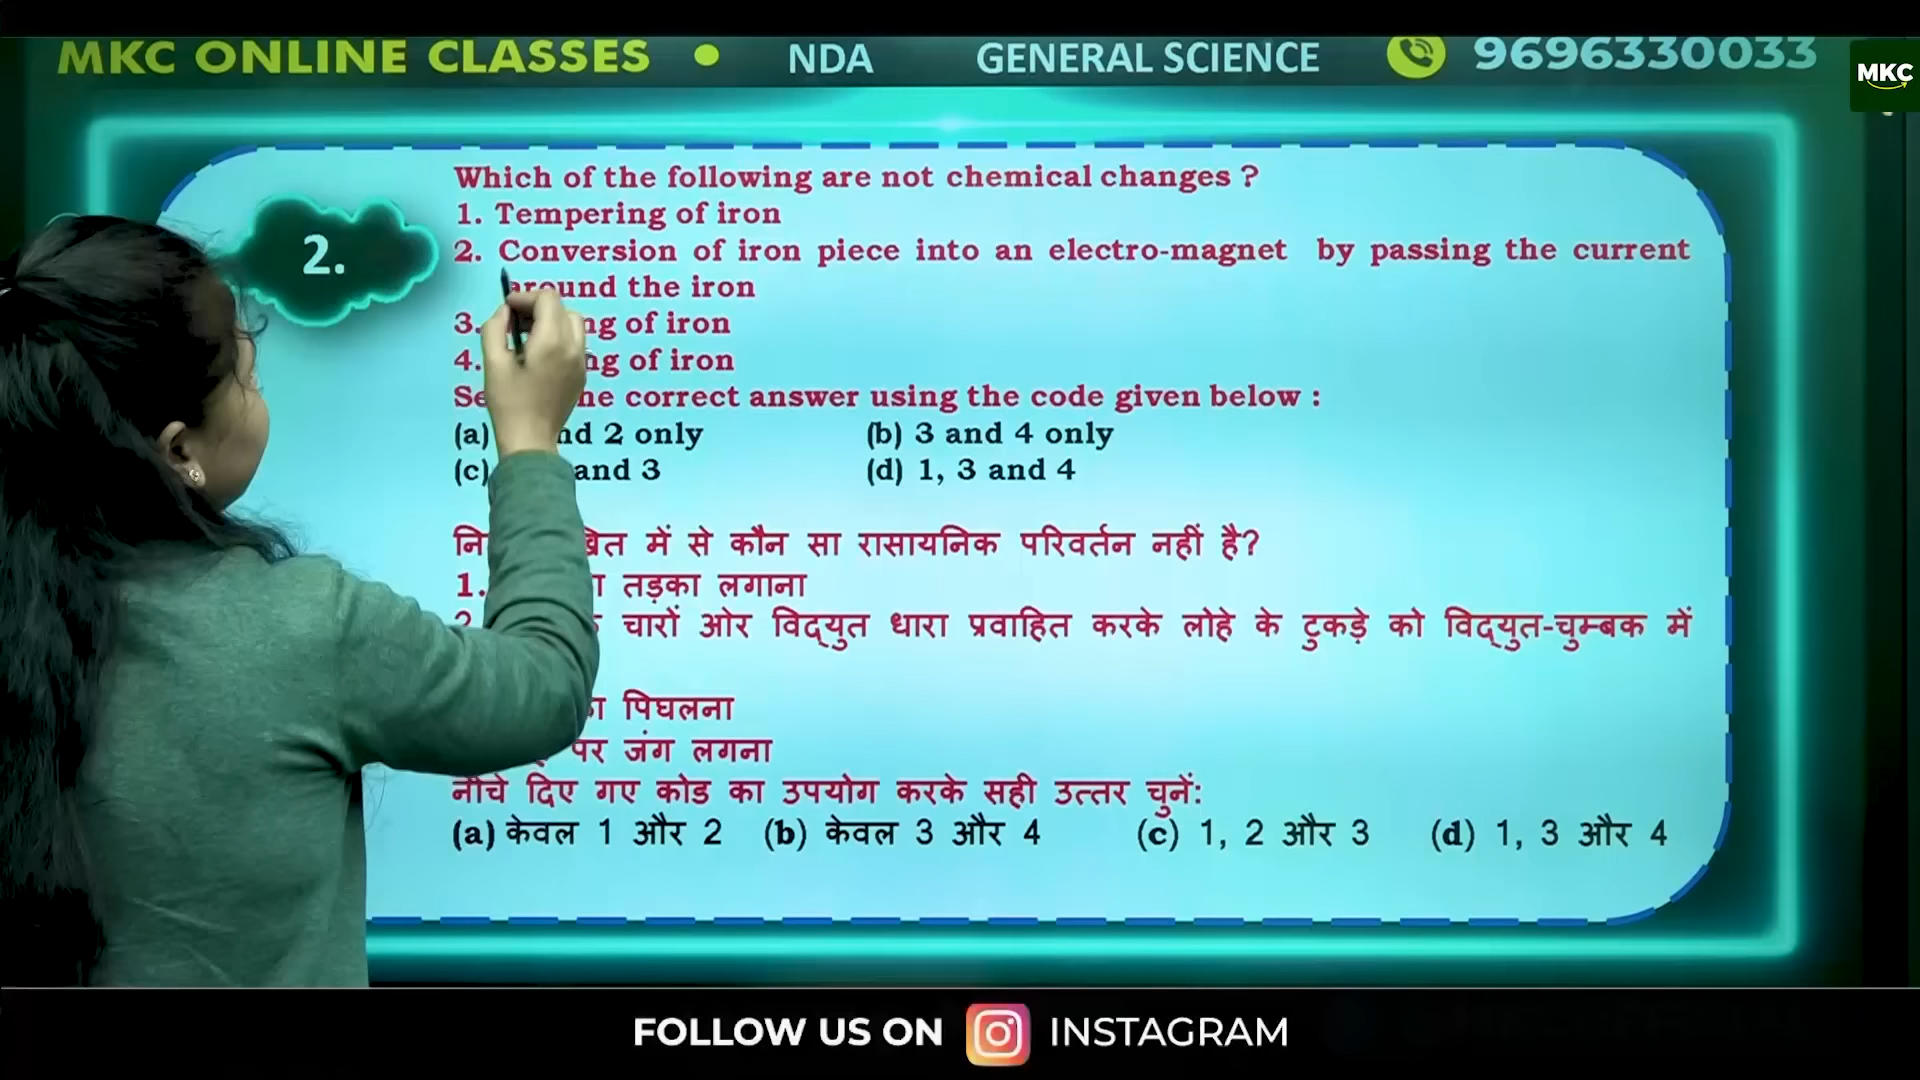 MKC ONLINE CLASSES • NDA GENERAL SCIENCE 9696330033
MKC
2.
Which of the following are not chemical changes ?
1. Tempering of iron
2. Conversion of iron piece into an electro-magnet by passing the current
around the iron
3. of iron
4. of iron
the correct answer using the code given below :
(a) and 2 only (b) 3 and 4 only
(c) and 3 (d) 1, 3 and 4
में से कौन सा रासायनिक परिवर्तन नहीं है?
1. तड़का लगाना
2. चारों ओर विद्युत धारा प्रवाहित करके लोहे के टुकड़े को विद्युत-चुम्बक में
पिघलना
पर जंग लगना
नीचे दिए गए कोड का उपयोग करके सही उत्तर चुनें:
(a) केवल 1 और 2 (b) केवल 3 और 4 (c) 1, 2 और 3 (d) 1, 3 और 4
FOLLOW US ON INSTAGRAM